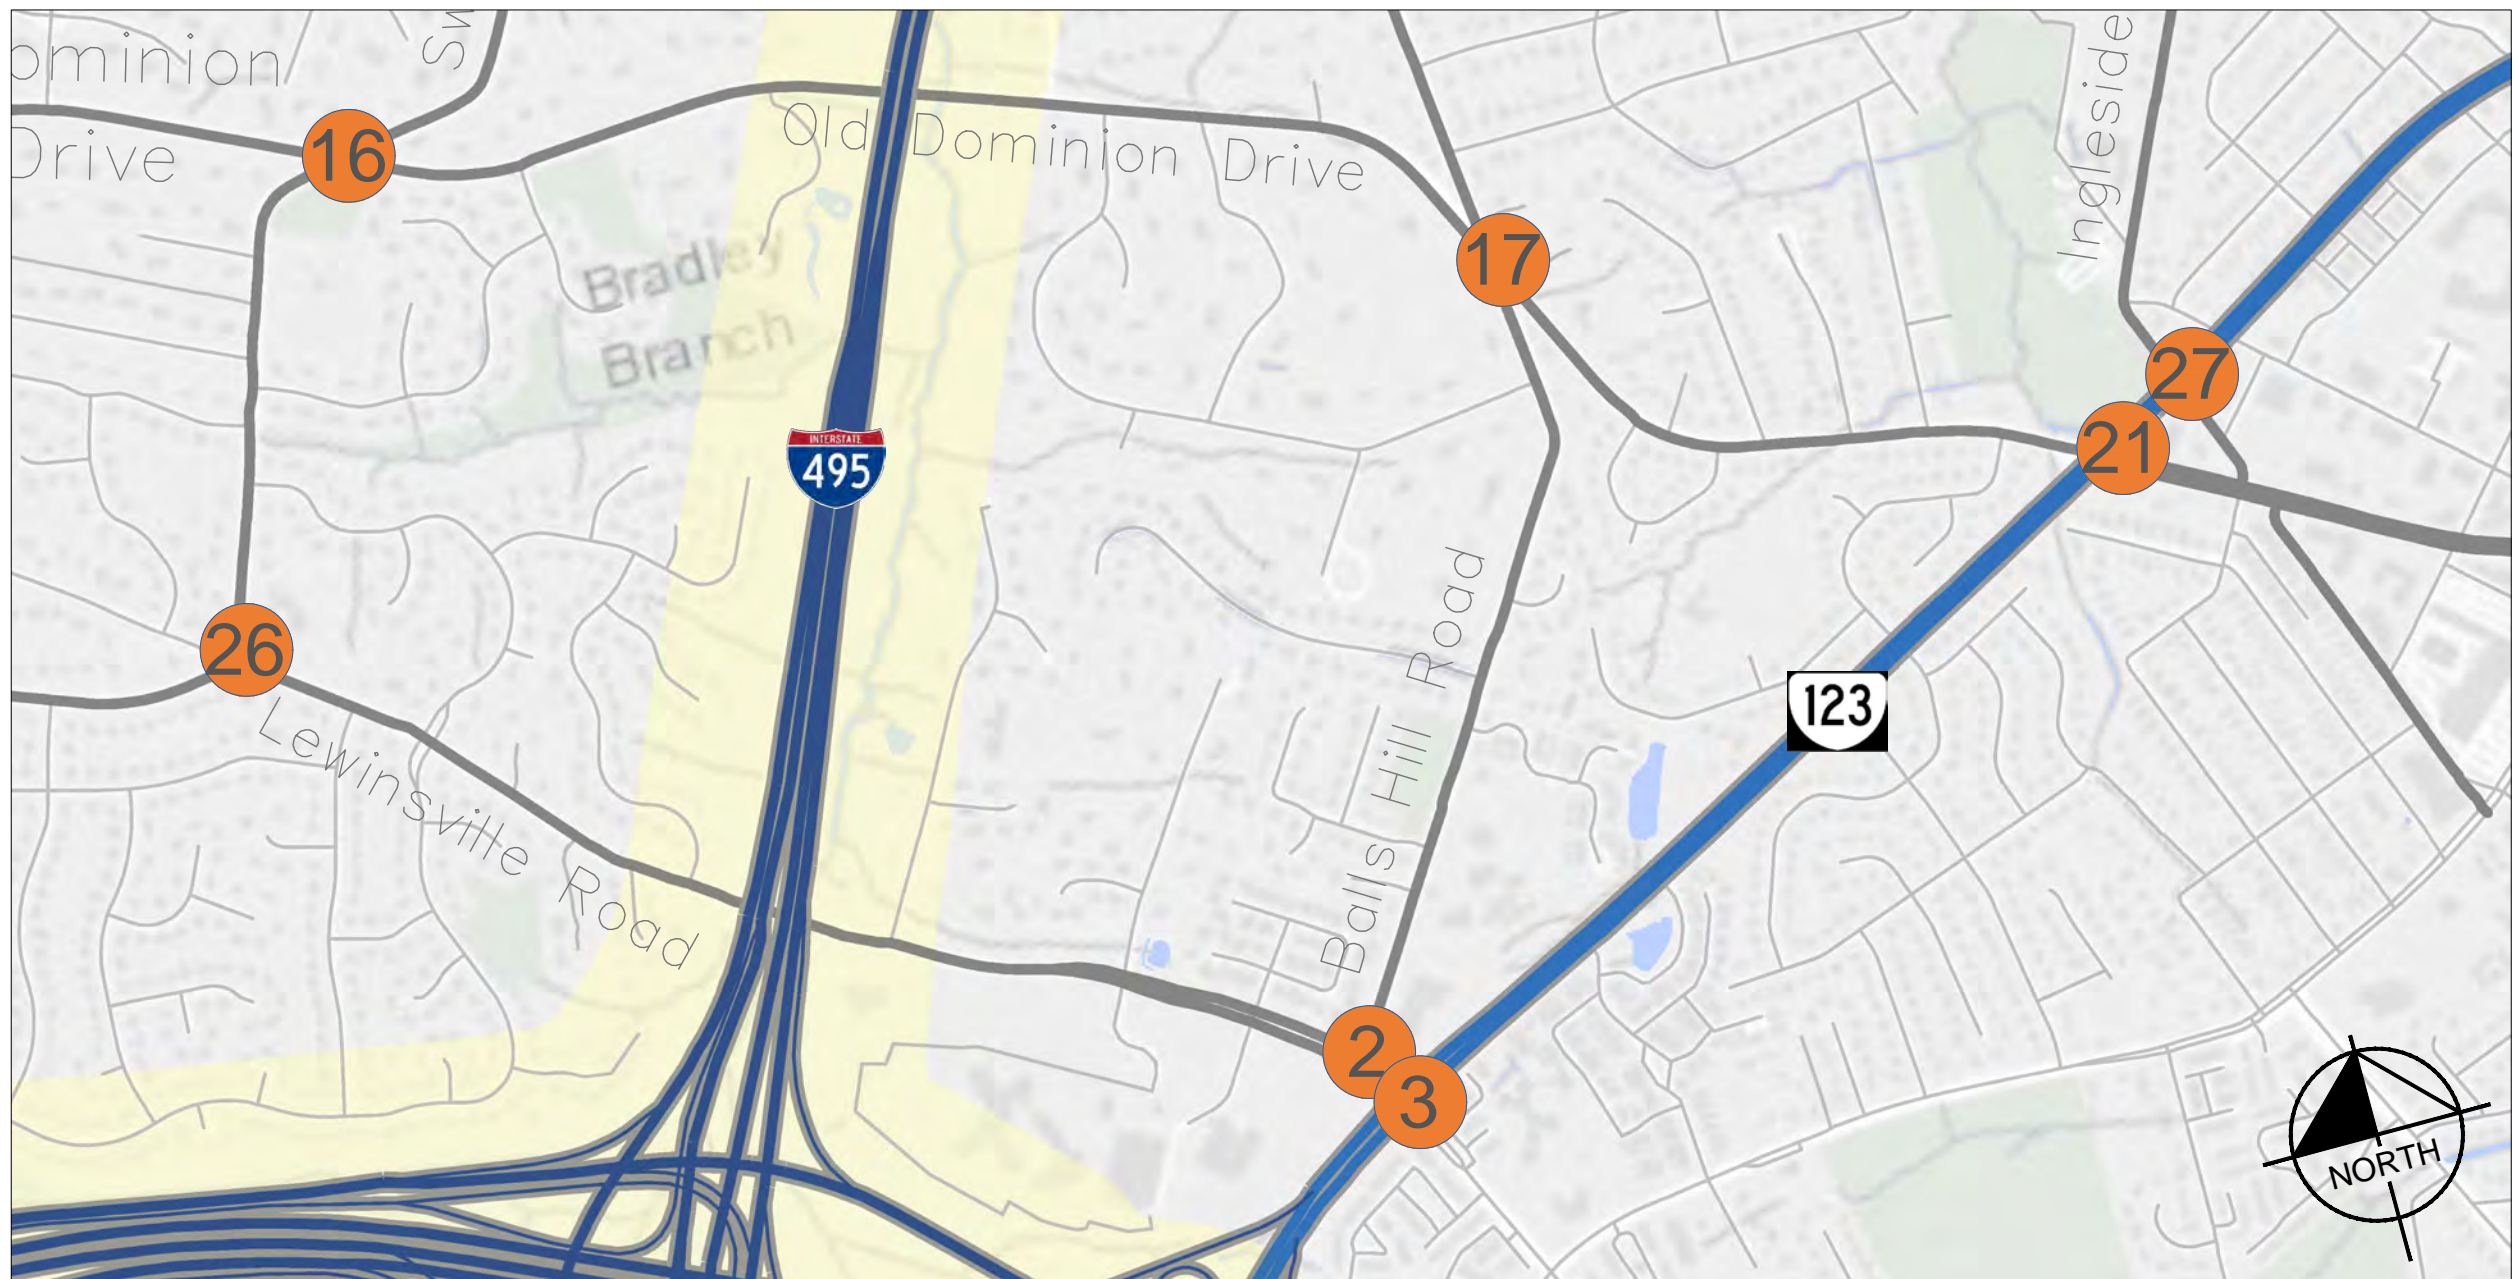 ominion
Drive
Sw
16
Old Dominion Drive
17
Ingleside
27
21
Bradley
Branch
INTERSTATE
495
26
Lewinsville Road
Balls Hill Road
123
2
3
NORTH